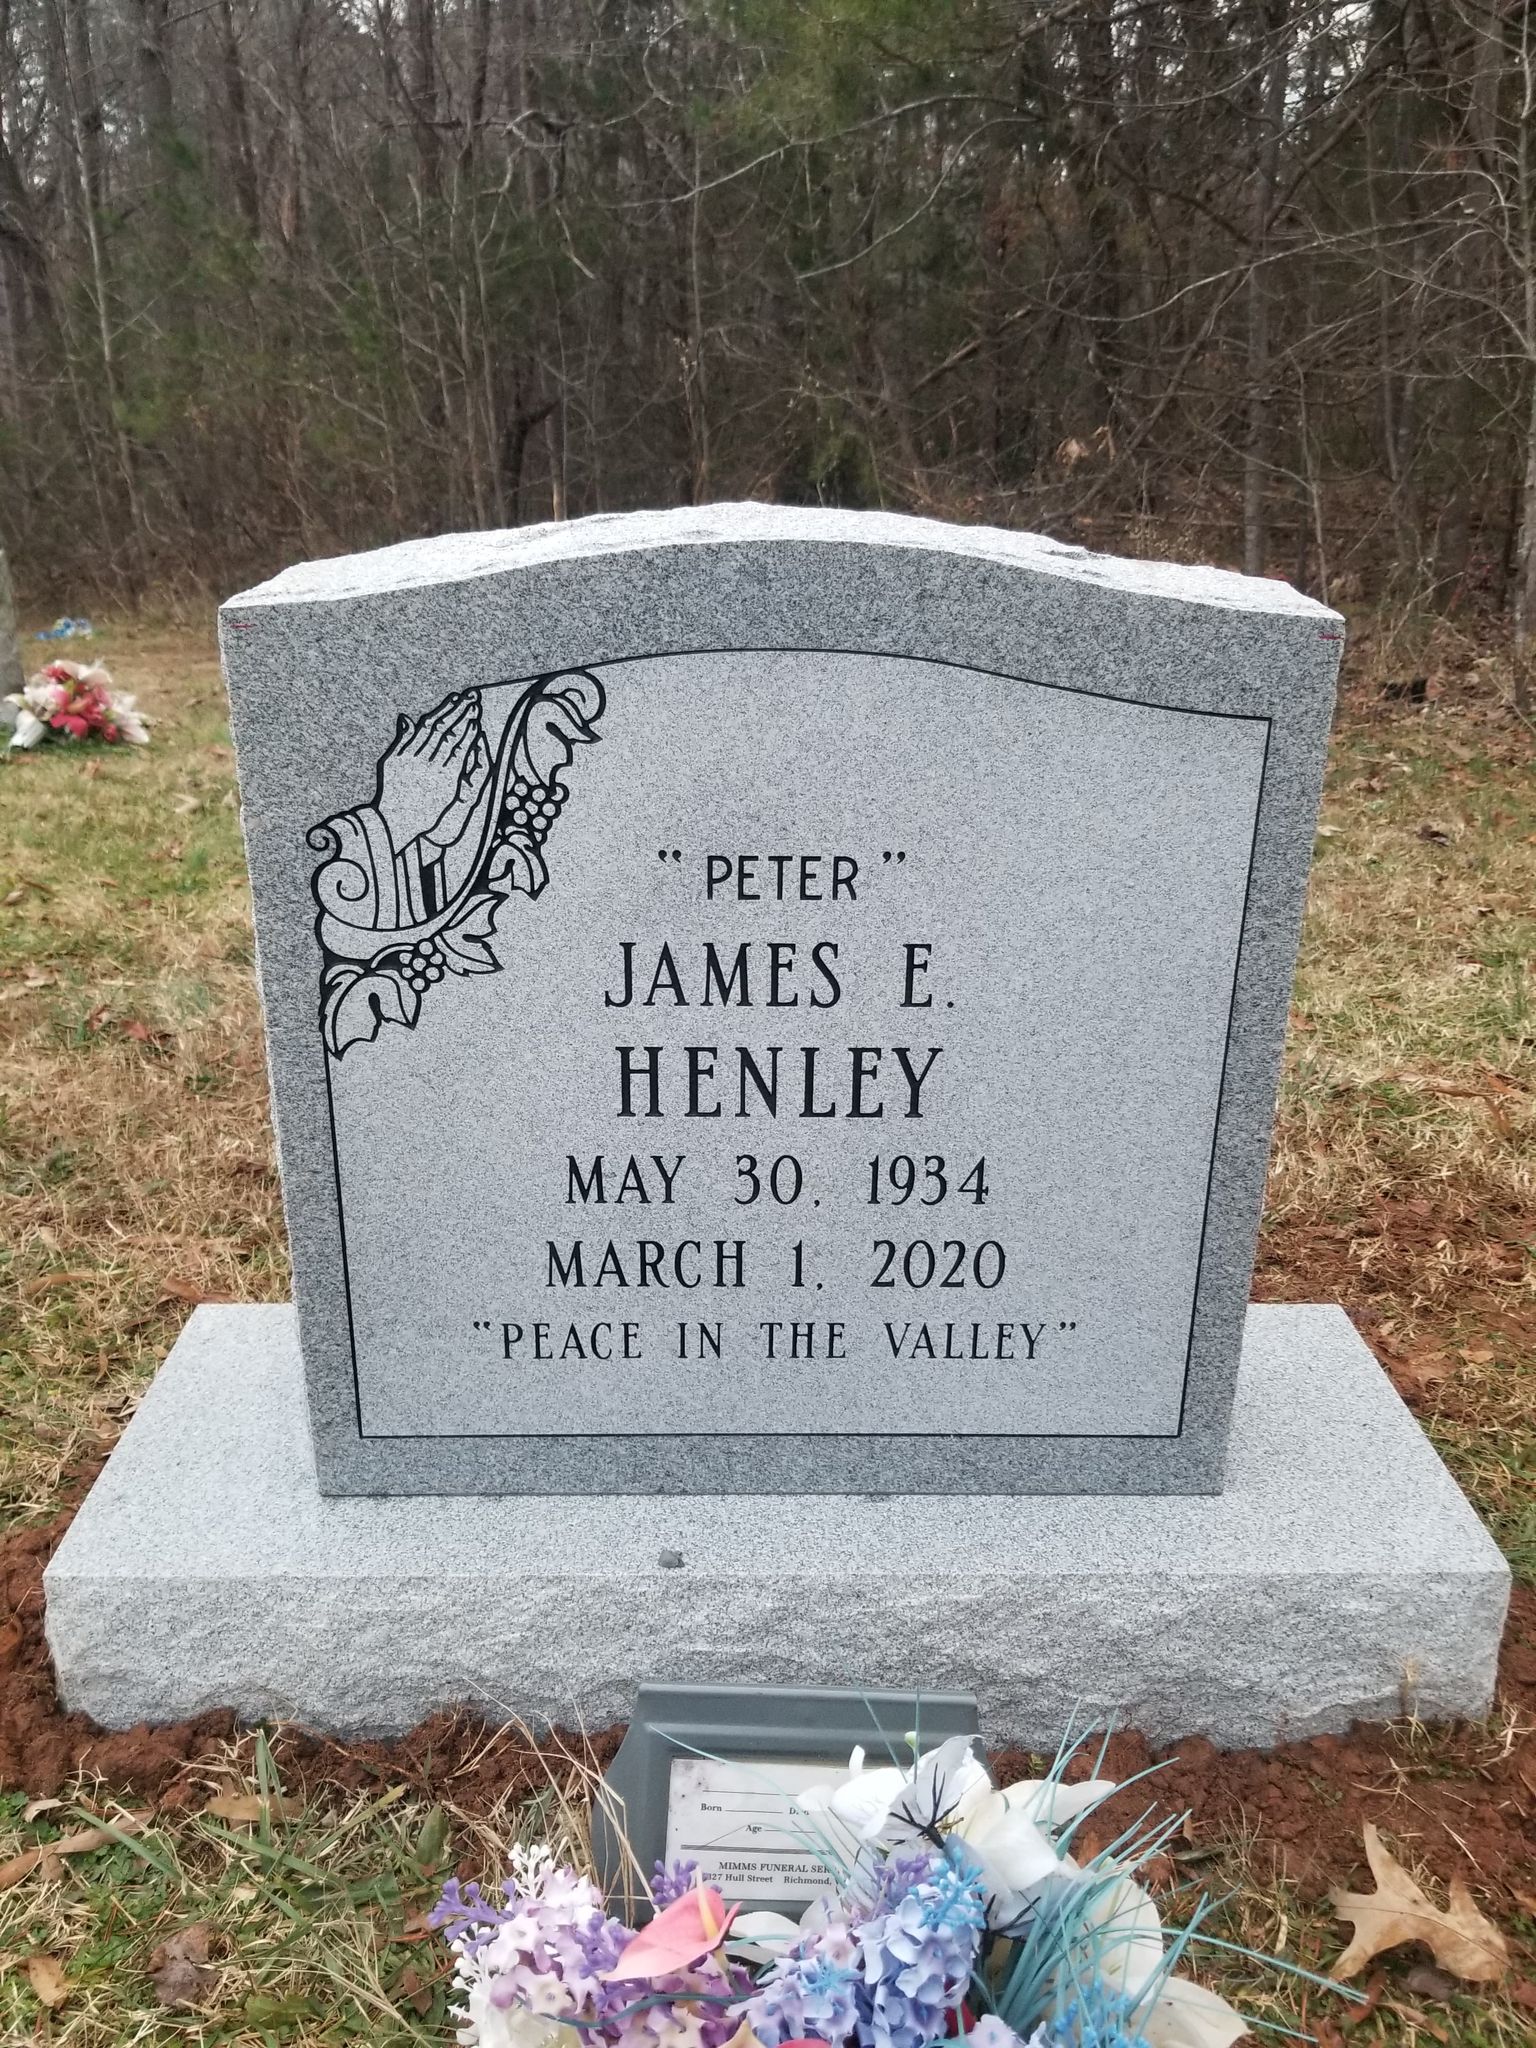 “ PETER ”
JAMES E.
HENLEY
MAY 30, 1934
MARCH 1, 2020
“PEACE IN THE VALLEY”
Born
Age
MIMMS FUNERAL
Hull Street Richmond,